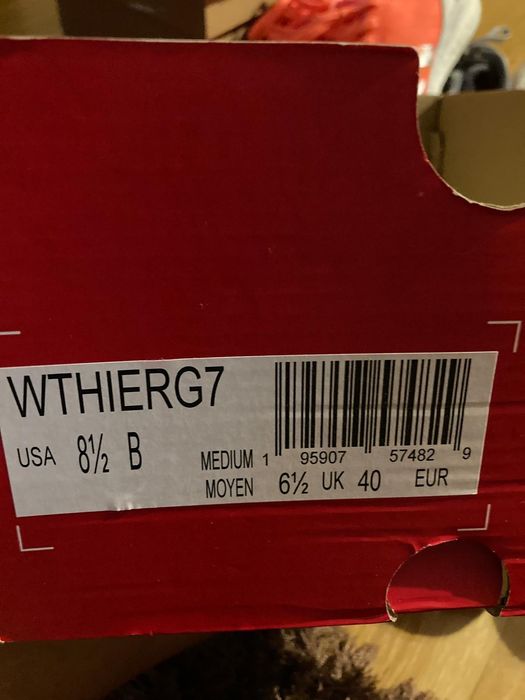 WTHIERG7
USA 8½ B
MEDIUM 1 95907 57482 9
MOYEN 6½ UK 40 EUR